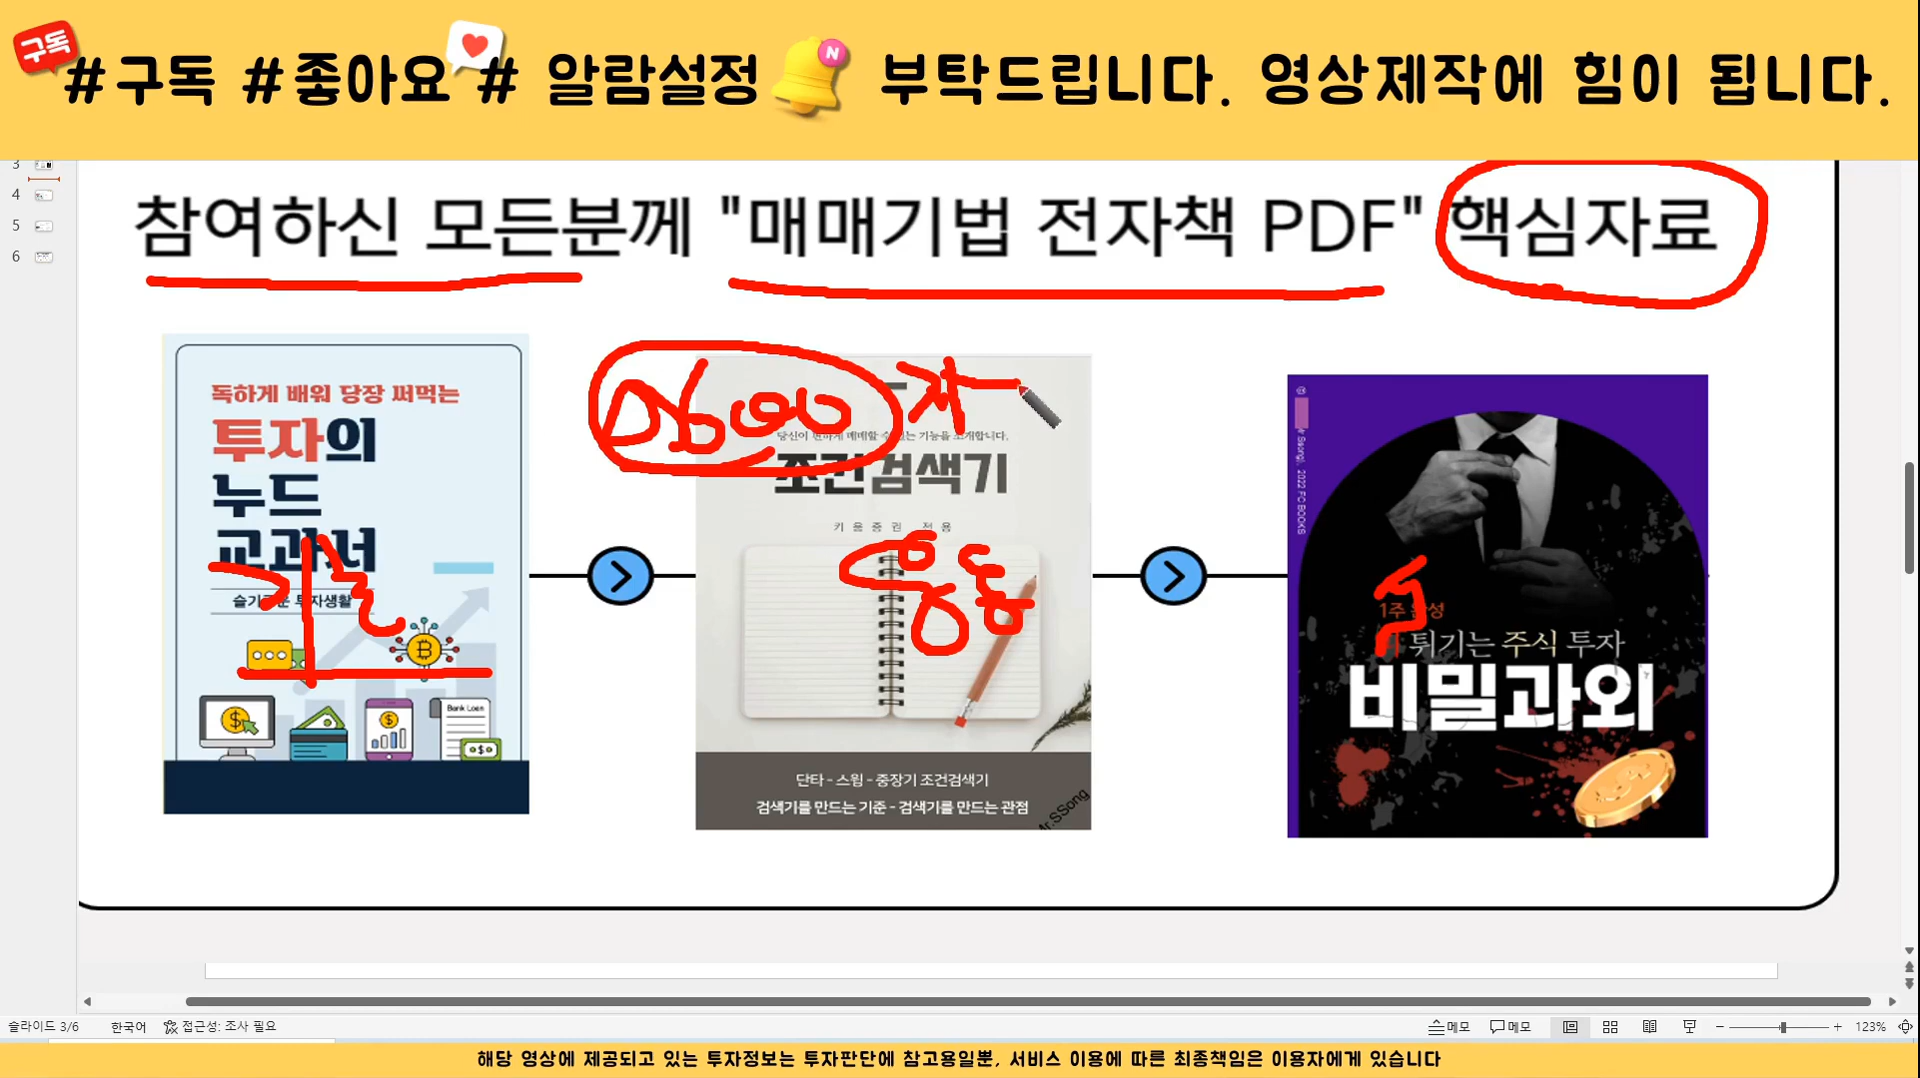 구독
#구독 #좋아요 # 알람설정 부탁드립니다. 영상제작에 힘이 됩니다.
N
3
4
5
6
참여하신 모든분께 "매매기법 전자책 PDF" 핵심자료
독하게 배워 당장 써먹는
투자의
누드
교과서
투자생활
Bank Loan
조건검색기
키움증권 전용
단타 - 스윙 - 중장기 조건검색기
검색기를 만드는 기준 - 검색기를 만드는 관점
Mr.SSong
2022 FC BOOKS
1주 완성
튀기는 주식 투자
비밀과외
슬라이드 3/6 한국어 접근성: 조사 필요
메모 메모 123%
해당 영상에 제공되고 있는 투자정보는 투자판단에 참고용일뿐, 서비스 이용에 따른 최종책임은 이용자에게 있습니다